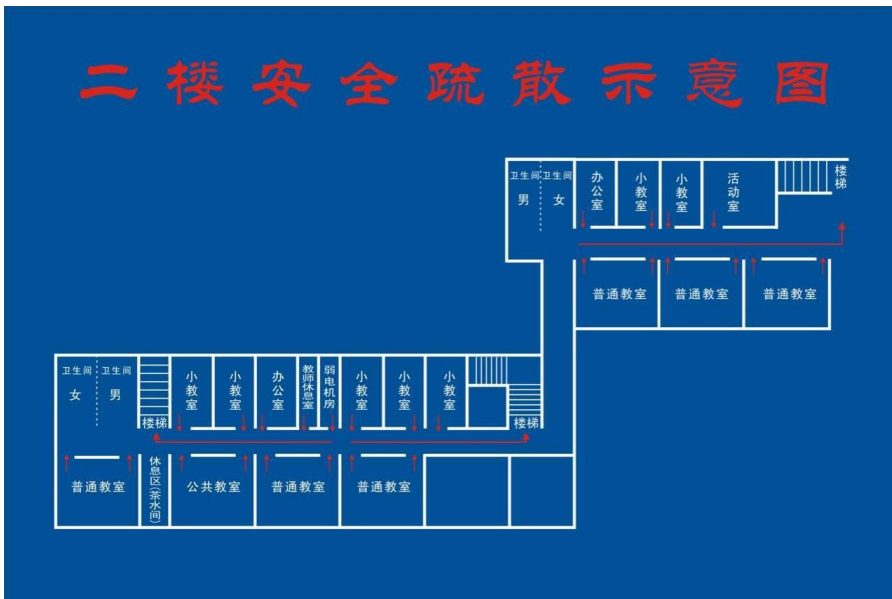 二楼安全疏散示意图
卫生间 卫生间
男 女
办公室
小教室
小教室
活动室
楼梯
普通教室
普通教室
普通教室
卫生间 卫生间
女 男
楼梯
小教室
小教室
办公室
教师休息室
弱电机房
小教室
小教室
小教室
楼梯
普通教室
休息区(茶水间)
公共教室
普通教室
普通教室